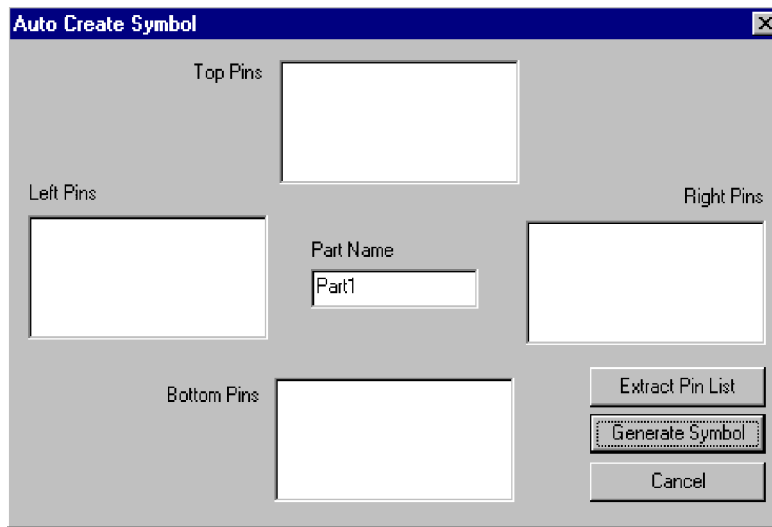 Auto Create Symbol
Top Pins
Left Pins
Right Pins
Part Name
Part1
Bottom Pins
Extract Pin List
Generate Symbol
Cancel